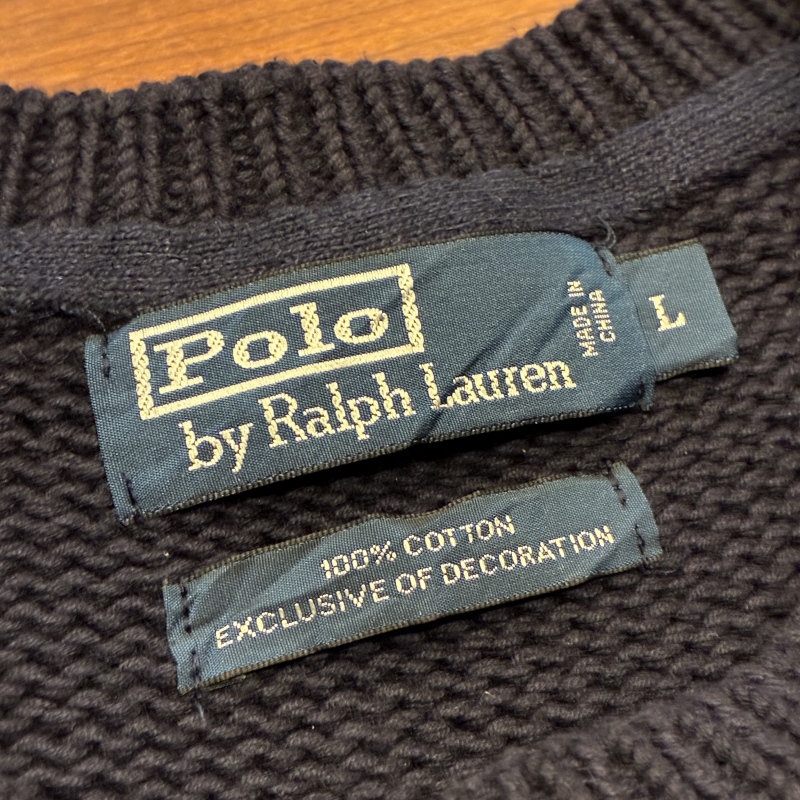 Polo
by Ralph Lauren
MADE IN
CHINA
L
100% COTTON
EXCLUSIVE OF DECORATION